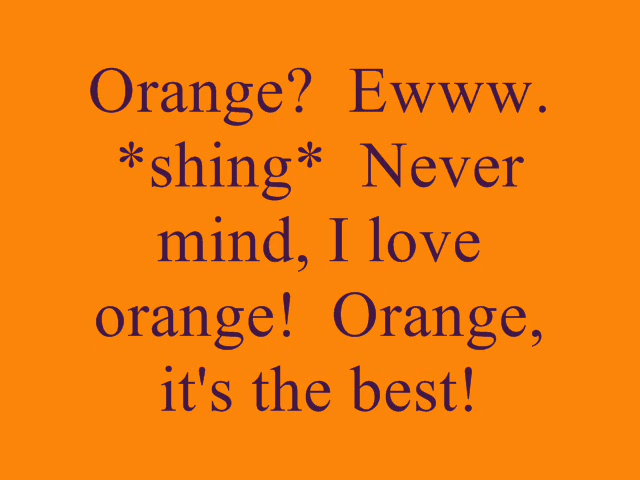 Orange?  Ewww.
*shing*  Never
mind, I love
orange!  Orange,
it's the best!